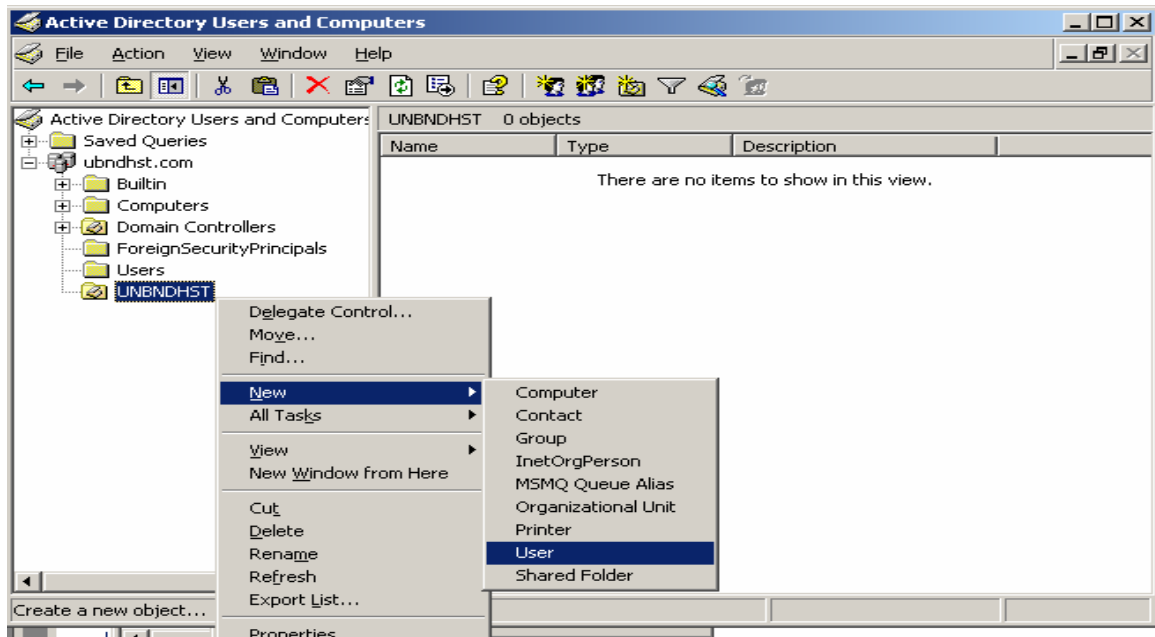 Active Directory Users and Computers
File Action View Window Help
Active Directory Users and Computers
UNBNDHST 0 objects
Saved Queries
ubndhst.com
Builtin
Computers
Domain Controllers
ForeignSecurityPrincipals
Users
UNBNDHST
Name Type Description
There are no items to show in this view.
Delegate Control...
Move...
Find...
New
All Tasks
View
New Window from Here
Cut
Delete
Rename
Refresh
Export List...
Properties
Computer
Contact
Group
InetOrgPerson
MSMQ Queue Alias
Organizational Unit
Printer
User
Shared Folder
Create a new object...